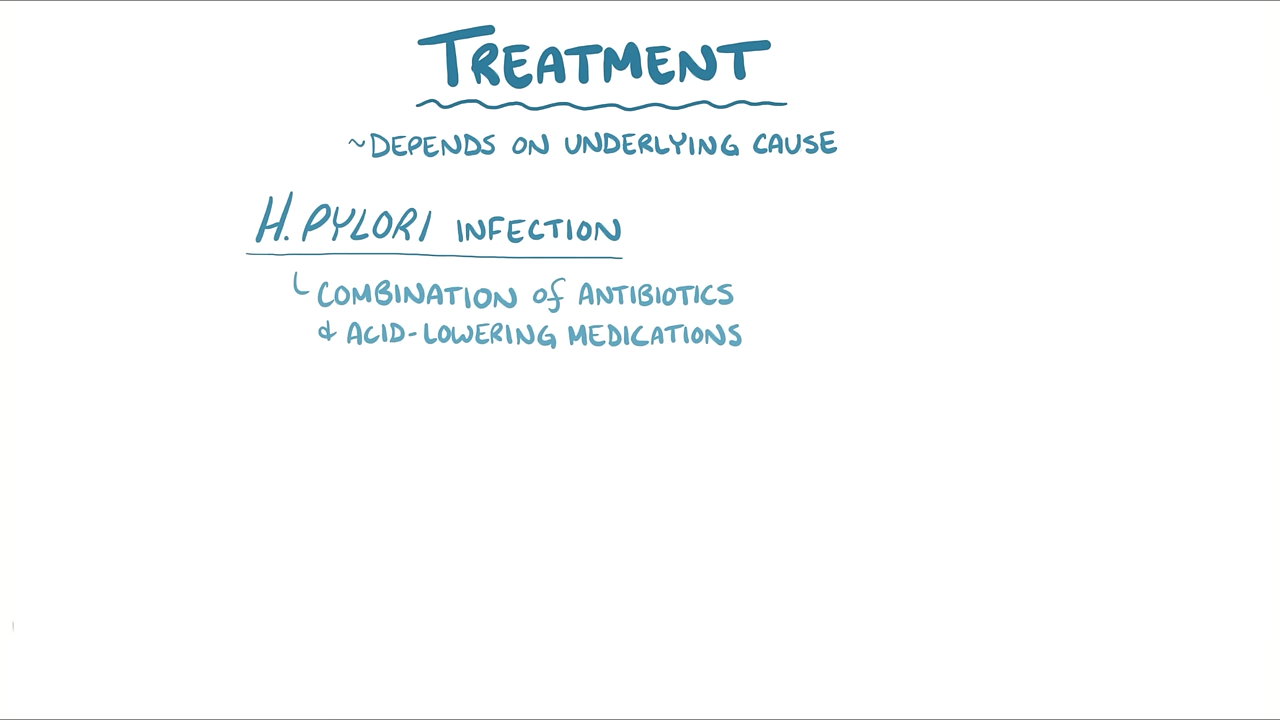 TREATMENT
~DEPENDS ON UNDERLYING CAUSE
H. PYLORI INFECTION
COMBINATION of ANTIBIOTICS
& ACID-LOWERING MEDICATIONS